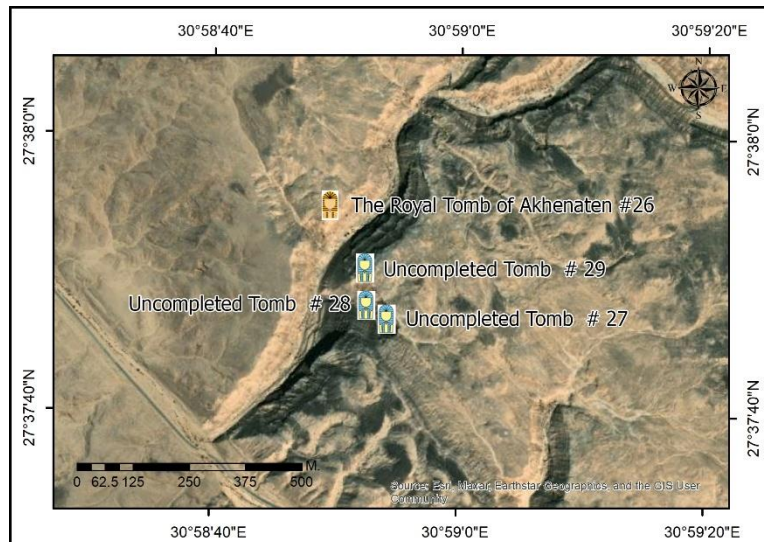 30°58'40"E 30°59'0"E 30°59'20"E
N
W E
S
27°38'0"N 27°38'0"N
The Royal Tomb of Akhenaten #26
Uncompleted Tomb # 29
Uncompleted Tomb # 28
Uncompleted Tomb # 27
27°37'40"N 27°37'40"N
M.
0 62.5 125 250 375 500
Source: Esri, Maxar, Earthstar Geographics, and the GIS User
Community
30°58'40"E 30°59'0"E 30°59'20"E